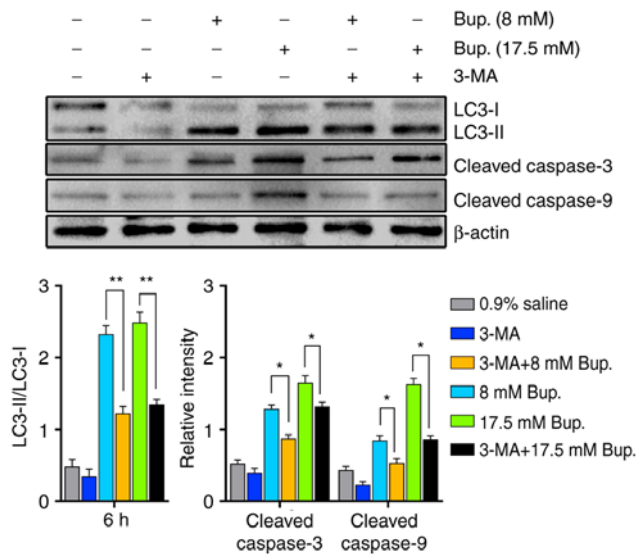 – – + – + – Bup. (8 mM)
– – – + – + Bup. (17.5 mM)
– + – – + + 3-MA
LC3-I
LC3-II
Cleaved caspase-3
Cleaved caspase-9
β-actin
LC3-II/LC3-I
3
2
1
0
** **
6 h
Relative intensity
3
2
1
0
* * * *
Cleaved
caspase-3
Cleaved
caspase-9
0.9% saline
3-MA
3-MA+8 mM Bup.
8 mM Bup.
17.5 mM Bup.
3-MA+17.5 mM Bup.